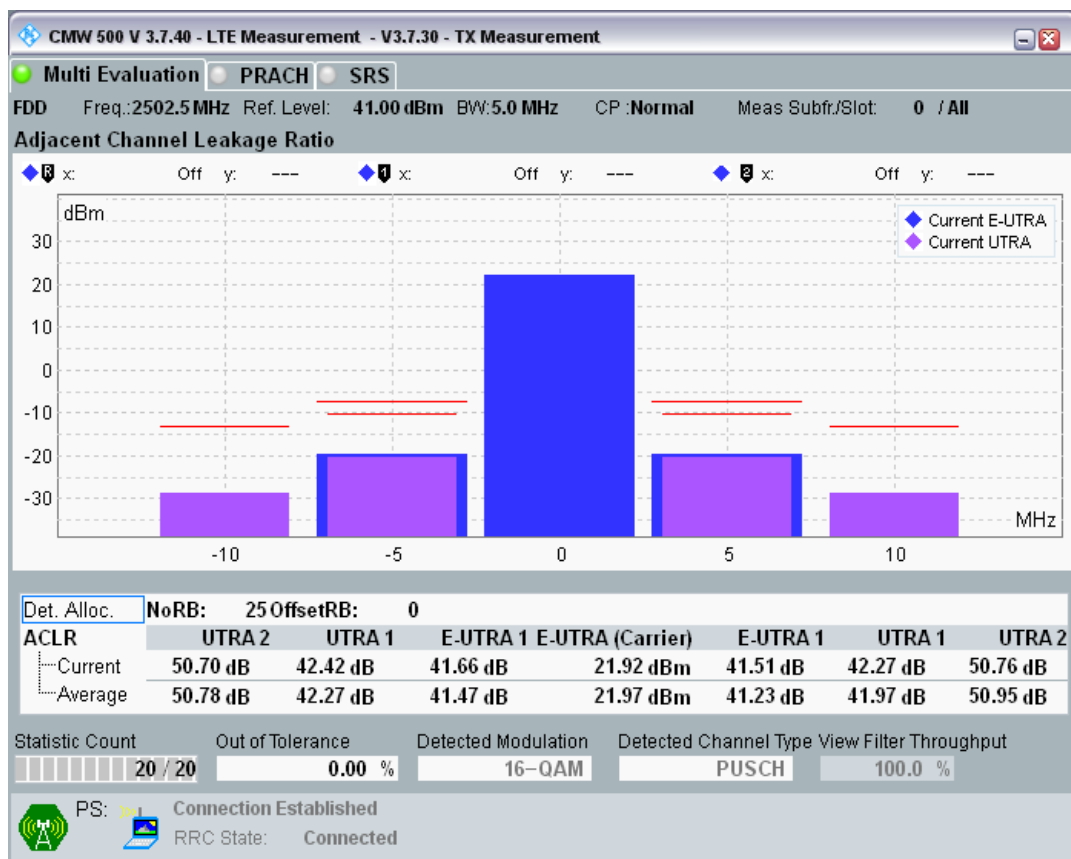 CMW 500 V 3.7.40 - LTE Measurement - V3.7.30 - TX Measurement
Multi Evaluation PRACH SRS
FDD Freq.:2502.5 MHz Ref. Level: 41.00 dBm BW:5.0 MHz CP :Normal Meas Subfr./Slot: 0 / All
Adjacent Channel Leakage Ratio
R x: Off y: --- 1 x: Off y: --- 2 x: Off y: ---
dBm
Current E-UTRA
Current UTRA
30
20
10
0
-10
-20
-30
MHz
-10 -5 0 5 10
Det. Alloc. NoRB: 25 OffsetRB: 0
ACLR UTRA 2 UTRA 1 E-UTRA 1 E-UTRA (Carrier) E-UTRA 1 UTRA 1 UTRA 2
Current 50.70 dB 42.42 dB 41.66 dB 21.92 dBm 41.51 dB 42.27 dB 50.76 dB
Average 50.78 dB 42.27 dB 41.47 dB 21.97 dBm 41.23 dB 41.97 dB 50.95 dB
Statistic Count Out of Tolerance Detected Modulation Detected Channel Type View Filter Throughput
20 / 20 0.00 % 16-QAM PUSCH 100.0 %
PS: Connection Established
RRC State: Connected